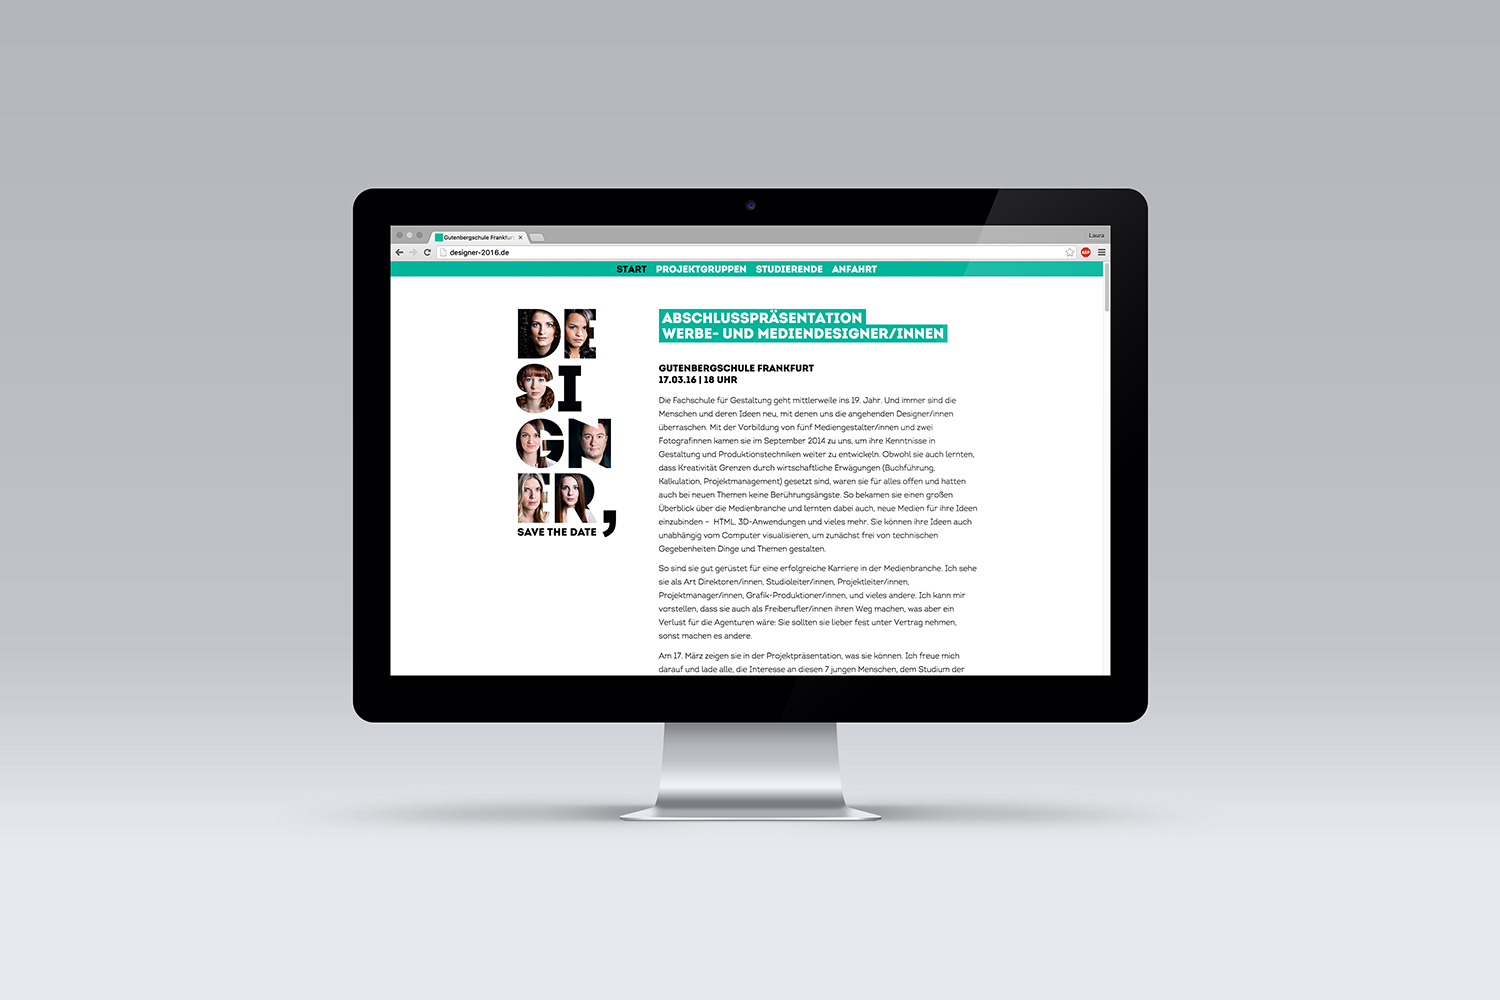 Gutenbergschule Frankfurt
Laura
designer-2016.de
ABP
START PROJEKTGRUPPEN STUDIERENDE ANFAHRT
DE
SI
GN
ER,
SAVE THE DATE
ABSCHLUSSPRÄSENTATION
WERBE- UND MEDIENDESIGNER/INNEN
GUTENBERGSCHULE FRANKFURT
17.03.16 | 18 UHR
Die Fachschule für Gestaltung geht mittlerweile ins 19. Jahr. Und immer sind die
Menschen und deren Ideen neu, mit denen uns die angehenden Designer/innen
überraschen. Mit der Vorbildung von fünf Mediengestalter/innen und zwei
Fotografinnen kamen sie im September 2014 zu uns, um ihre Kenntnisse in
Gestaltung und Produktionstechniken weiter zu entwickeln. Obwohl sie auch lernten,
dass Kreativität Grenzen durch wirtschaftliche Erwägungen (Buchführung,
Kalkulation, Projektmanagement) gesetzt sind, waren sie für alles offen und hatten
auch bei neuen Themen keine Berührungsängste. So bekamen sie einen großen
Überblick über die Medienbranche und lernten dabei auch, neue Medien für ihre Ideen
einzubinden – HTML, 3D-Anwendungen und vieles mehr. Sie können ihre Ideen auch
unabhängig vom Computer visualisieren, um zunächst frei von technischen
Gegebenheiten Dinge und Themen gestalten.
So sind sie gut gerüstet für eine erfolgreiche Karriere in der Medienbranche. Ich sehe
sie als Art Direktoren/innen, Studioleiter/innen, Projektleiter/innen,
Projektmanager/innen, Grafik-Produktioner/innen, und vieles andere. Ich kann mir
vorstellen, dass sie auch als Freiberufler/innen ihren Weg machen, was aber ein
Verlust für die Agenturen wäre: Sie sollten sie lieber fest unter Vertrag nehmen,
sonst machen es andere.
Am 17. März zeigen sie in der Projektpräsentation, was sie können. Ich freue mich
darauf und lade alle, die Interesse an diesen 7 jungen Menschen, dem Studium der